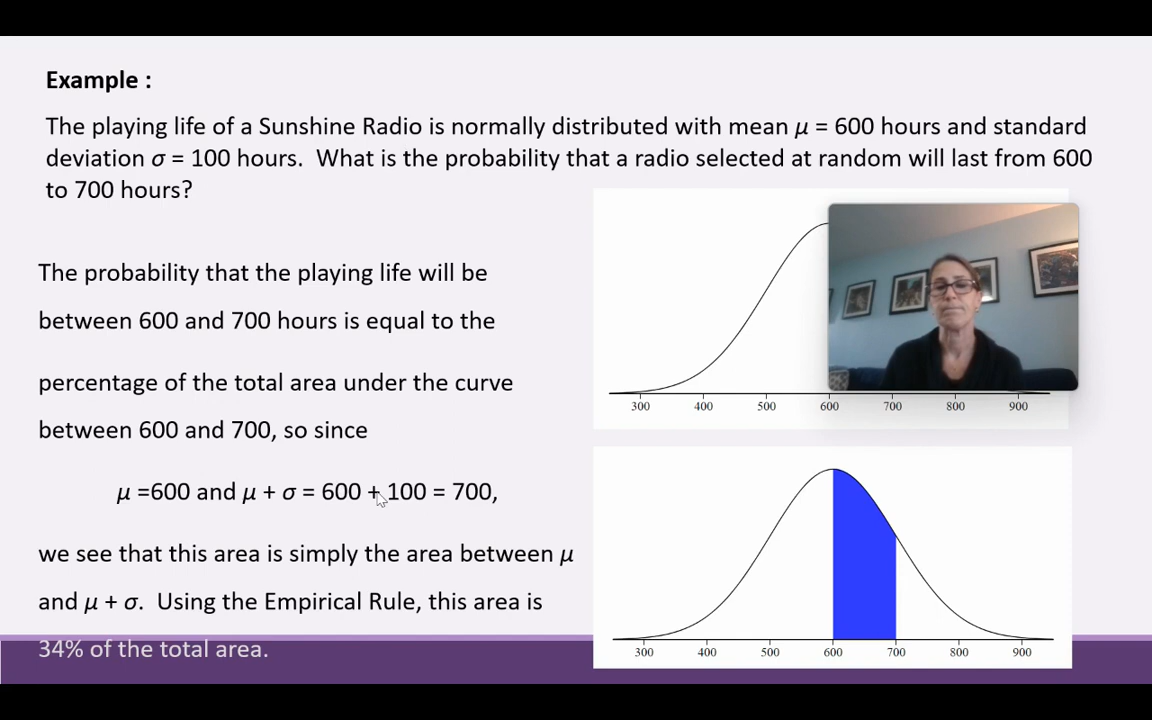 Example :
The playing life of a Sunshine Radio is normally distributed with mean μ = 600 hours and standard
deviation σ = 100 hours.  What is the probability that a radio selected at random will last from 600
to 700 hours?
The probability that the playing life will be
between 600 and 700 hours is equal to the
percentage of the total area under the curve
between 600 and 700, so since
μ =600 and μ + σ = 600 + 100 = 700,
we see that this area is simply the area between μ
and μ + σ.  Using the Empirical Rule, this area is
34% of the total area.
300 400 500 600 700 800 900
300 400 500 600 700 800 900